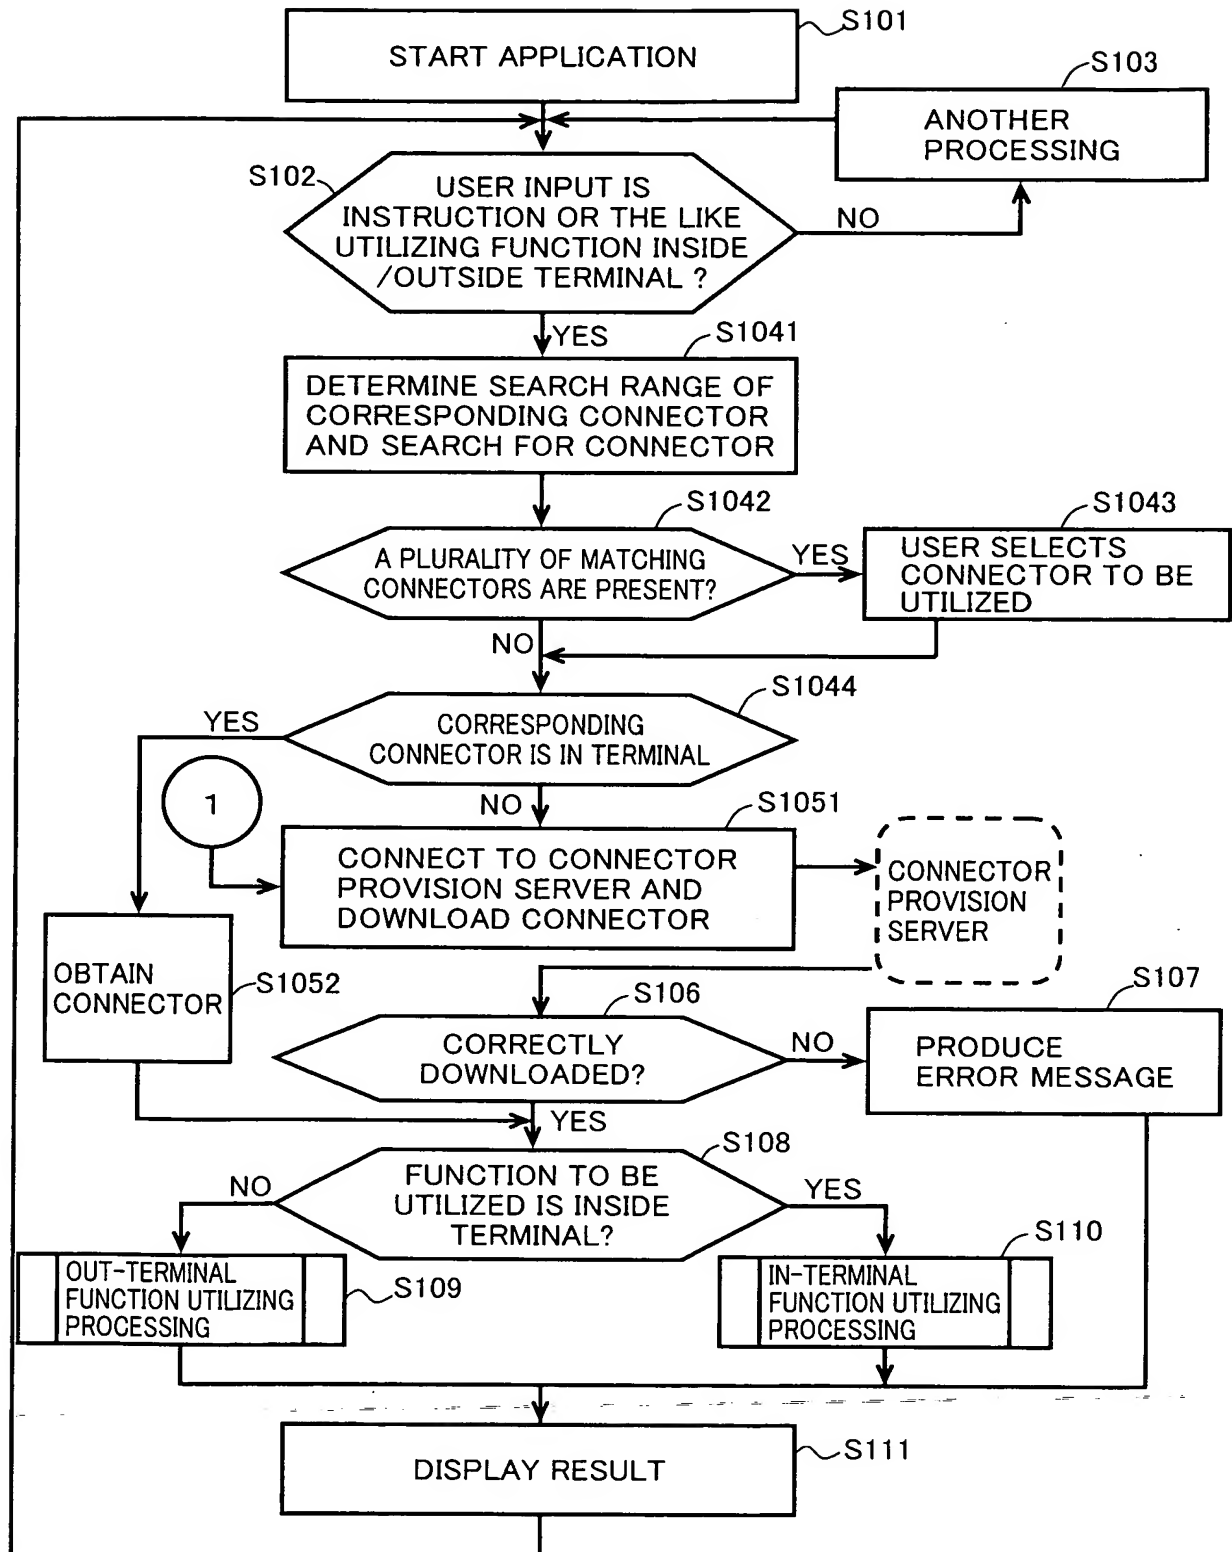 S101
START APPLICATION
S103
ANOTHER
PROCESSING
S102
USER INPUT IS
INSTRUCTION OR THE LIKE
UTILIZING FUNCTION INSIDE
/OUTSIDE TERMINAL ?
NO
YES
S1041
DETERMINE SEARCH RANGE OF
CORRESPONDING CONNECTOR
AND SEARCH FOR CONNECTOR
S1042
A PLURALITY OF MATCHING
CONNECTORS ARE PRESENT?
YES
S1043
USER SELECTS
CONNECTOR TO BE
UTILIZED
NO
S1044
YES
CORRESPONDING
CONNECTOR IS IN TERMINAL
1
NO
S1051
CONNECT TO CONNECTOR
PROVISION SERVER AND
DOWNLOAD CONNECTOR
CONNECTOR
PROVISION
SERVER
OBTAIN
CONNECTOR
S1052
S106
CORRECTLY
DOWNLOADED?
NO
S107
PRODUCE
ERROR MESSAGE
YES
S108
FUNCTION TO BE
UTILIZED IS INSIDE
TERMINAL?
NO
YES
OUT-TERMINAL
FUNCTION UTILIZING
PROCESSING
S109
S110
IN-TERMINAL
FUNCTION UTILIZING
PROCESSING
S111
DISPLAY RESULT